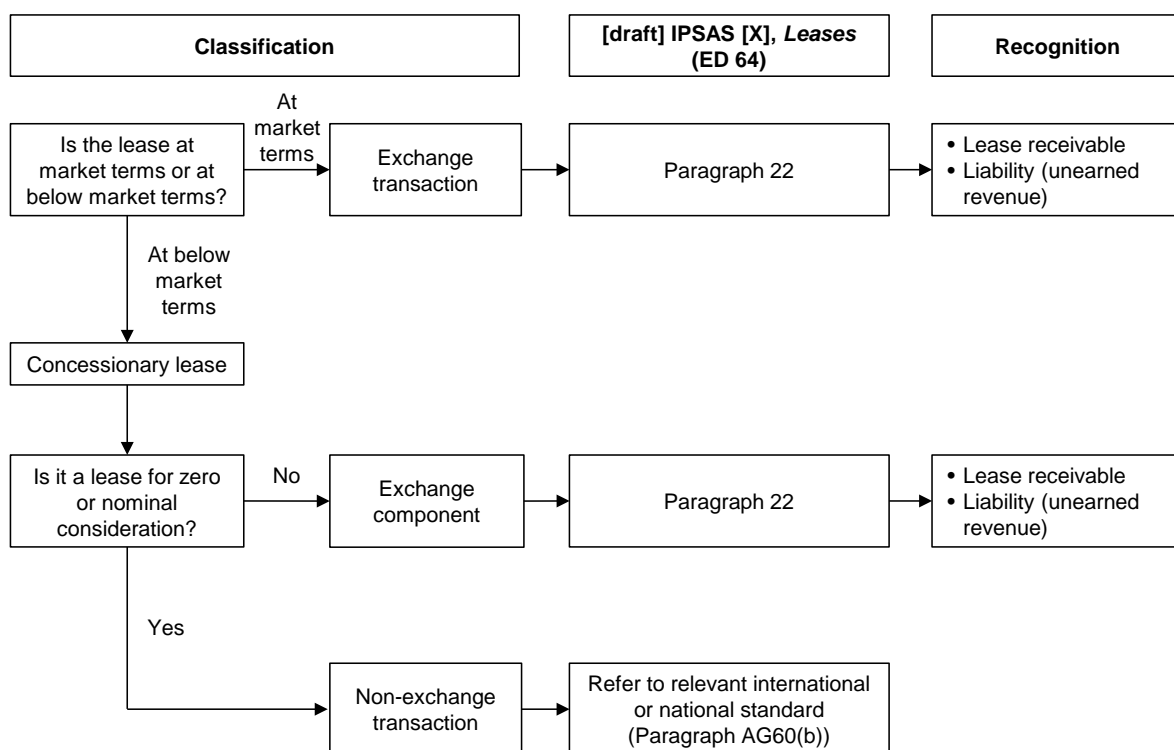 Classification
[draft] IPSAS [X], Leases
(ED 64)
Recognition
Is the lease at
market terms or at
below market terms?
At
market
terms
Exchange
transaction
Paragraph 22
• Lease receivable
• Liability (unearned
revenue)
At below
market
terms
Concessionary lease
Is it a lease for zero
or nominal
consideration?
No
Exchange
component
Paragraph 22
• Lease receivable
• Liability (unearned
revenue)
Yes
Non-exchange
transaction
Refer to relevant international
or national standard
(Paragraph AG60(b))